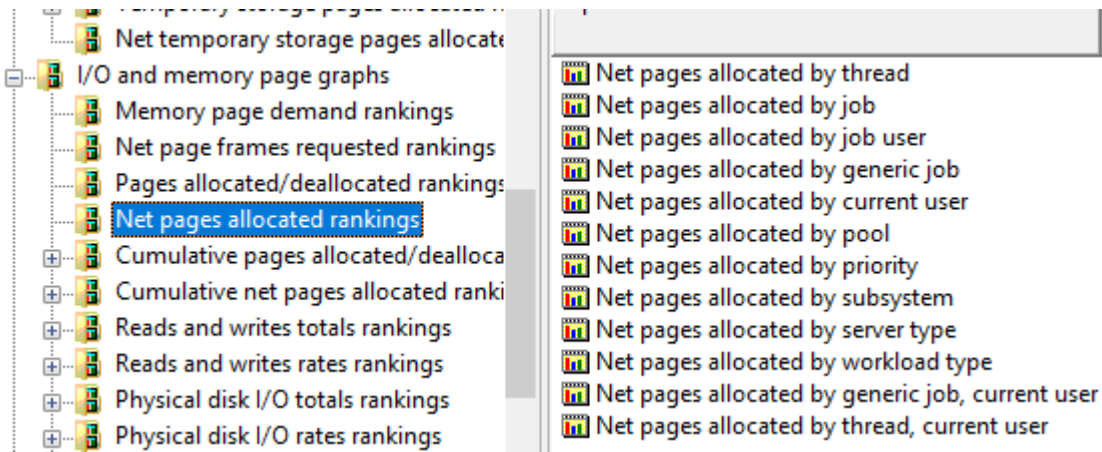 Net temporary storage pages allocate
I/O and memory page graphs
Memory page demand rankings
Net page frames requested rankings
Pages allocated/deallocated rankings
Net pages allocated rankings
Cumulative pages allocated/dealloca
Cumulative net pages allocated ranki
Reads and writes totals rankings
Reads and writes rates rankings
Physical disk I/O totals rankings
Physical disk I/O rates rankings
Net pages allocated by thread
Net pages allocated by job
Net pages allocated by job user
Net pages allocated by generic job
Net pages allocated by current user
Net pages allocated by pool
Net pages allocated by priority
Net pages allocated by subsystem
Net pages allocated by server type
Net pages allocated by workload type
Net pages allocated by generic job, current user
Net pages allocated by thread, current user